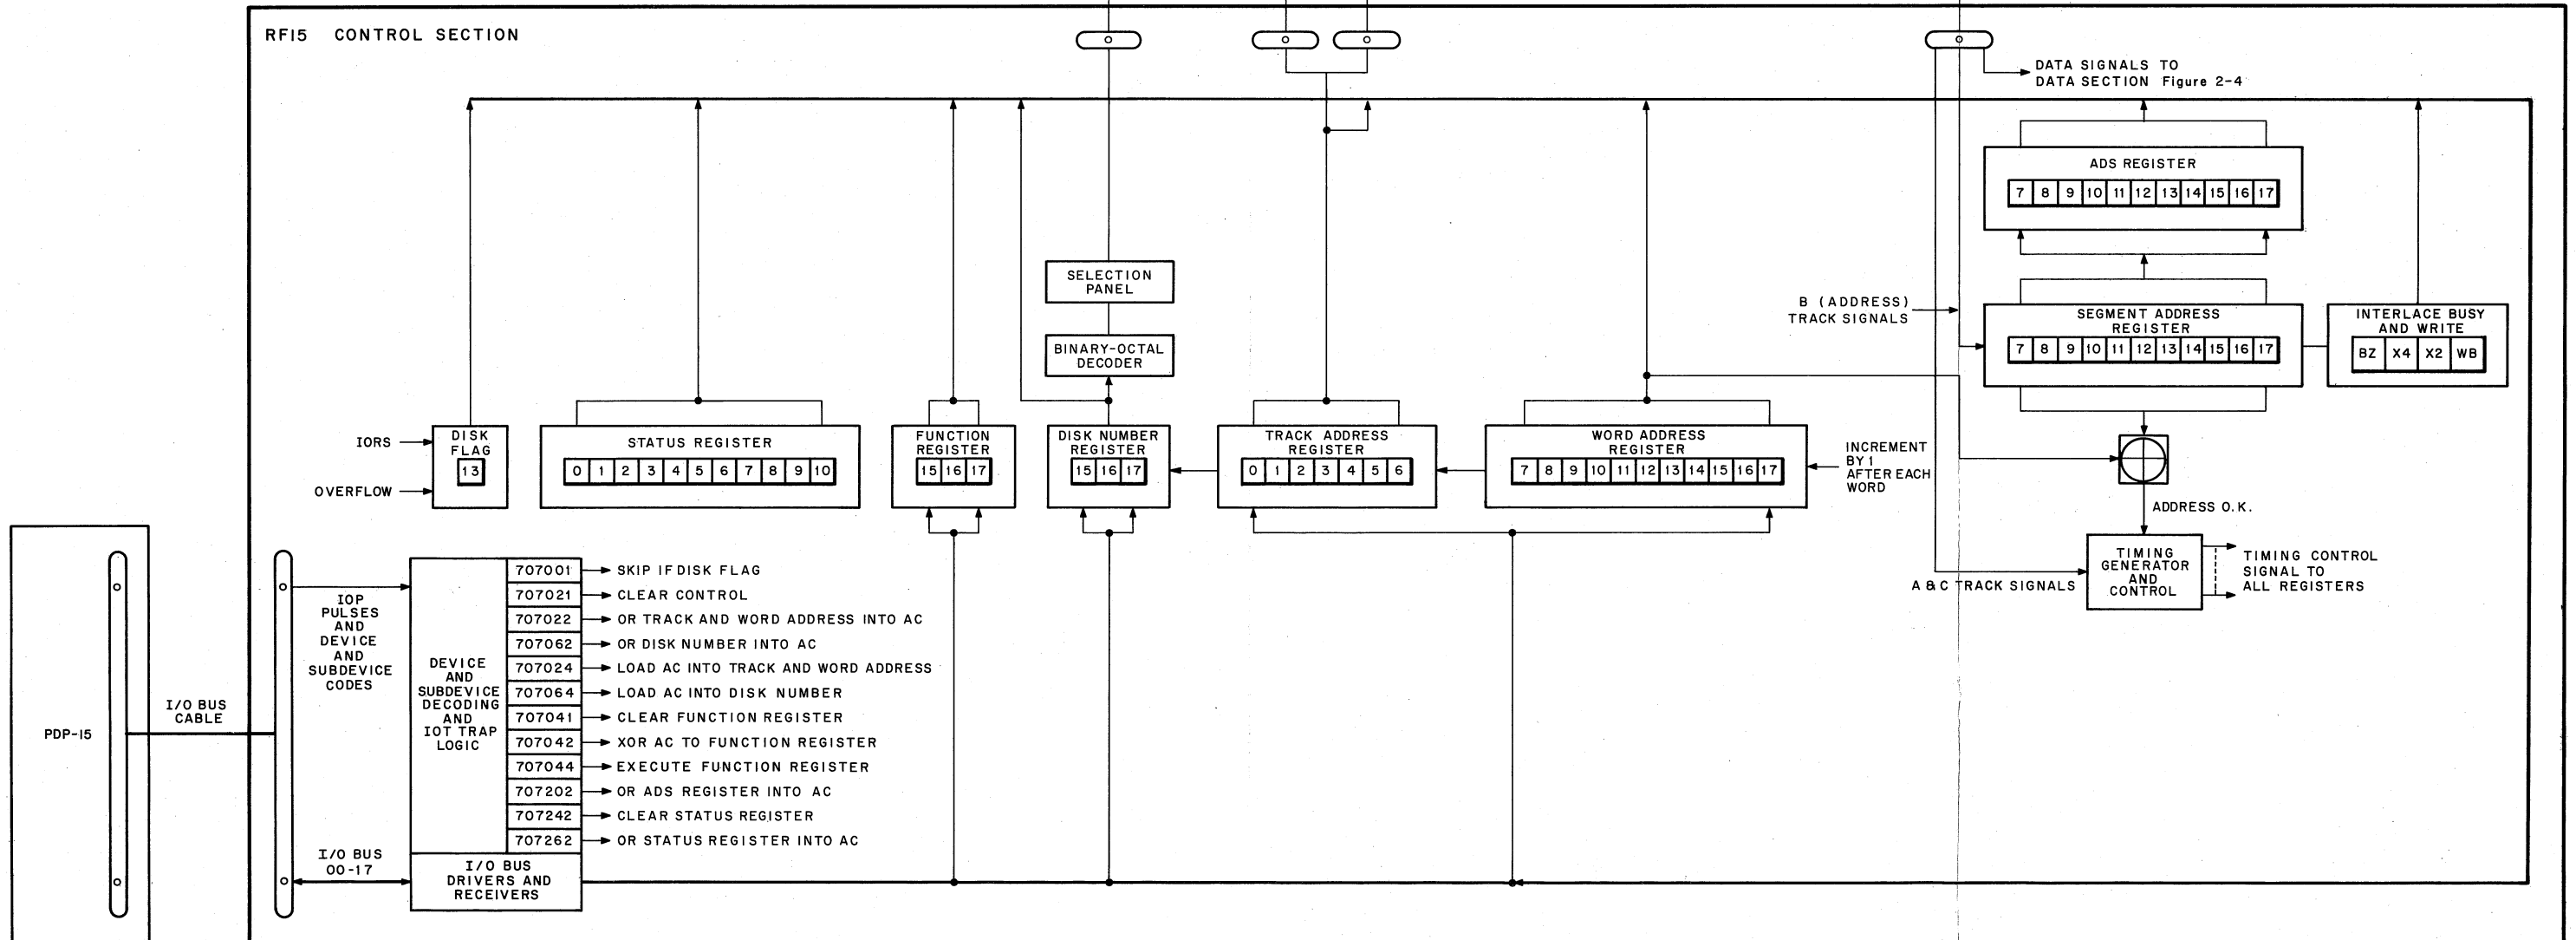 RF15 CONTROL SECTION
DATA SIGNALS TO
DATA SECTION Figure 2-4
ADS REGISTER
7 8 9 10 11 12 13 14 15 16 17
SELECTION
PANEL
BINARY-OCTAL
DECODER
B (ADDRESS)
TRACK SIGNALS
SEGMENT ADDRESS
REGISTER
7 8 9 10 11 12 13 14 15 16 17
INTERLACE BUSY
AND WRITE
BZ X4 X2 WB
IORS
OVERFLOW
DISK
FLAG
13
STATUS REGISTER
0 1 2 3 4 5 6 7 8 9 10
FUNCTION
REGISTER
15 16 17
DISK NUMBER
REGISTER
15 16 17
TRACK ADDRESS
REGISTER
0 1 2 3 4 5 6
WORD ADDRESS
REGISTER
7 8 9 10 11 12 13 14 15 16 17
INCREMENT
BY 1
AFTER EACH
WORD
ADDRESS O.K.
TIMING
GENERATOR
AND
CONTROL
A & C TRACK SIGNALS
TIMING CONTROL
SIGNAL TO
ALL REGISTERS
PDP-15
I/O BUS
CABLE
IOP
PULSES
AND
DEVICE
AND
SUBDEVICE
CODES
I/O BUS
00-17
DEVICE
AND
SUBDEVICE
DECODING
AND
IOT TRAP
LOGIC
707001 SKIP IF DISK FLAG
707021 CLEAR CONTROL
707022 OR TRACK AND WORD ADDRESS INTO AC
707062 OR DISK NUMBER INTO AC
707024 LOAD AC INTO TRACK AND WORD ADDRESS
707064 LOAD AC INTO DISK NUMBER
707041 CLEAR FUNCTION REGISTER
707042 XOR AC TO FUNCTION REGISTER
707044 EXECUTE FUNCTION REGISTER
707202 OR ADS REGISTER INTO AC
707242 CLEAR STATUS REGISTER
707262 OR STATUS REGISTER INTO AC
I/O BUS
DRIVERS AND
RECEIVERS